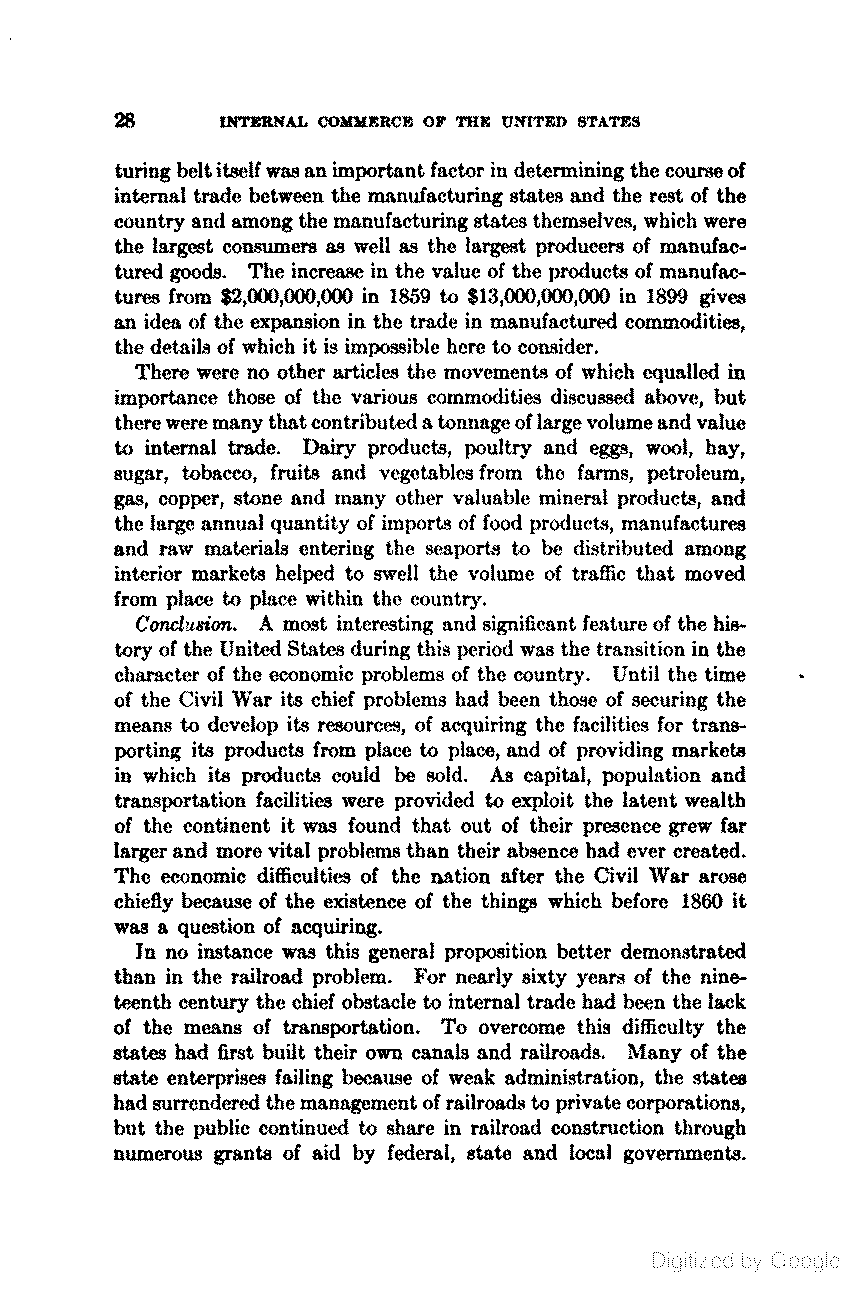 28 INTERNAL COMMERCE OF THE UNITED STATES
turing belt itself was an important factor in determining the course of
internal trade between the manufacturing states and the rest of the
country and among the manufacturing states themselves, which were
the largest consumers as well as the largest producers of manufac-
tured goods. The increase in the value of the products of manufac-
tures from $2,000,000,000 in 1859 to $13,000,000,000 in 1899 gives
an idea of the expansion in the trade in manufactured commodities,
the details of which it is impossible here to consider.
There were no other articles the movements of which equalled in
importance those of the various commodities discussed above, but
there were many that contributed a tonnage of large volume and value
to internal trade. Dairy products, poultry and eggs, wool, hay,
sugar, tobacco, fruits and vegetables from the farms, petroleum,
gas, copper, stone and many other valuable mineral products, and
the large annual quantity of imports of food products, manufactures
and raw materials entering the seaports to be distributed among
interior markets helped to swell the volume of traffic that moved
from place to place within the country.
Conclusion. A most interesting and significant feature of the his-
tory of the United States during this period was the transition in the
character of the economic problems of the country. Until the time
of the Civil War its chief problems had been those of securing the
means to develop its resources, of acquiring the facilities for trans-
porting its products from place to place, and of providing markets
in which its products could be sold. As capital, population and
transportation facilities were provided to exploit the latent wealth
of the continent it was found that out of their presence grew far
larger and more vital problems than their absence had ever created.
The economic difficulties of the nation after the Civil War arose
chiefly because of the existence of the things which before 1860 it
was a question of acquiring.
In no instance was this general proposition better demonstrated
than in the railroad problem. For nearly sixty years of the nine-
teenth century the chief obstacle to internal trade had been the lack
of the means of transportation. To overcome this difficulty the
states had first built their own canals and railroads. Many of the
state enterprises failing because of weak administration, the states
had surrendered the management of railroads to private corporations,
but the public continued to share in railroad construction through
numerous grants of aid by federal, state and local governments.
Digitized by Google